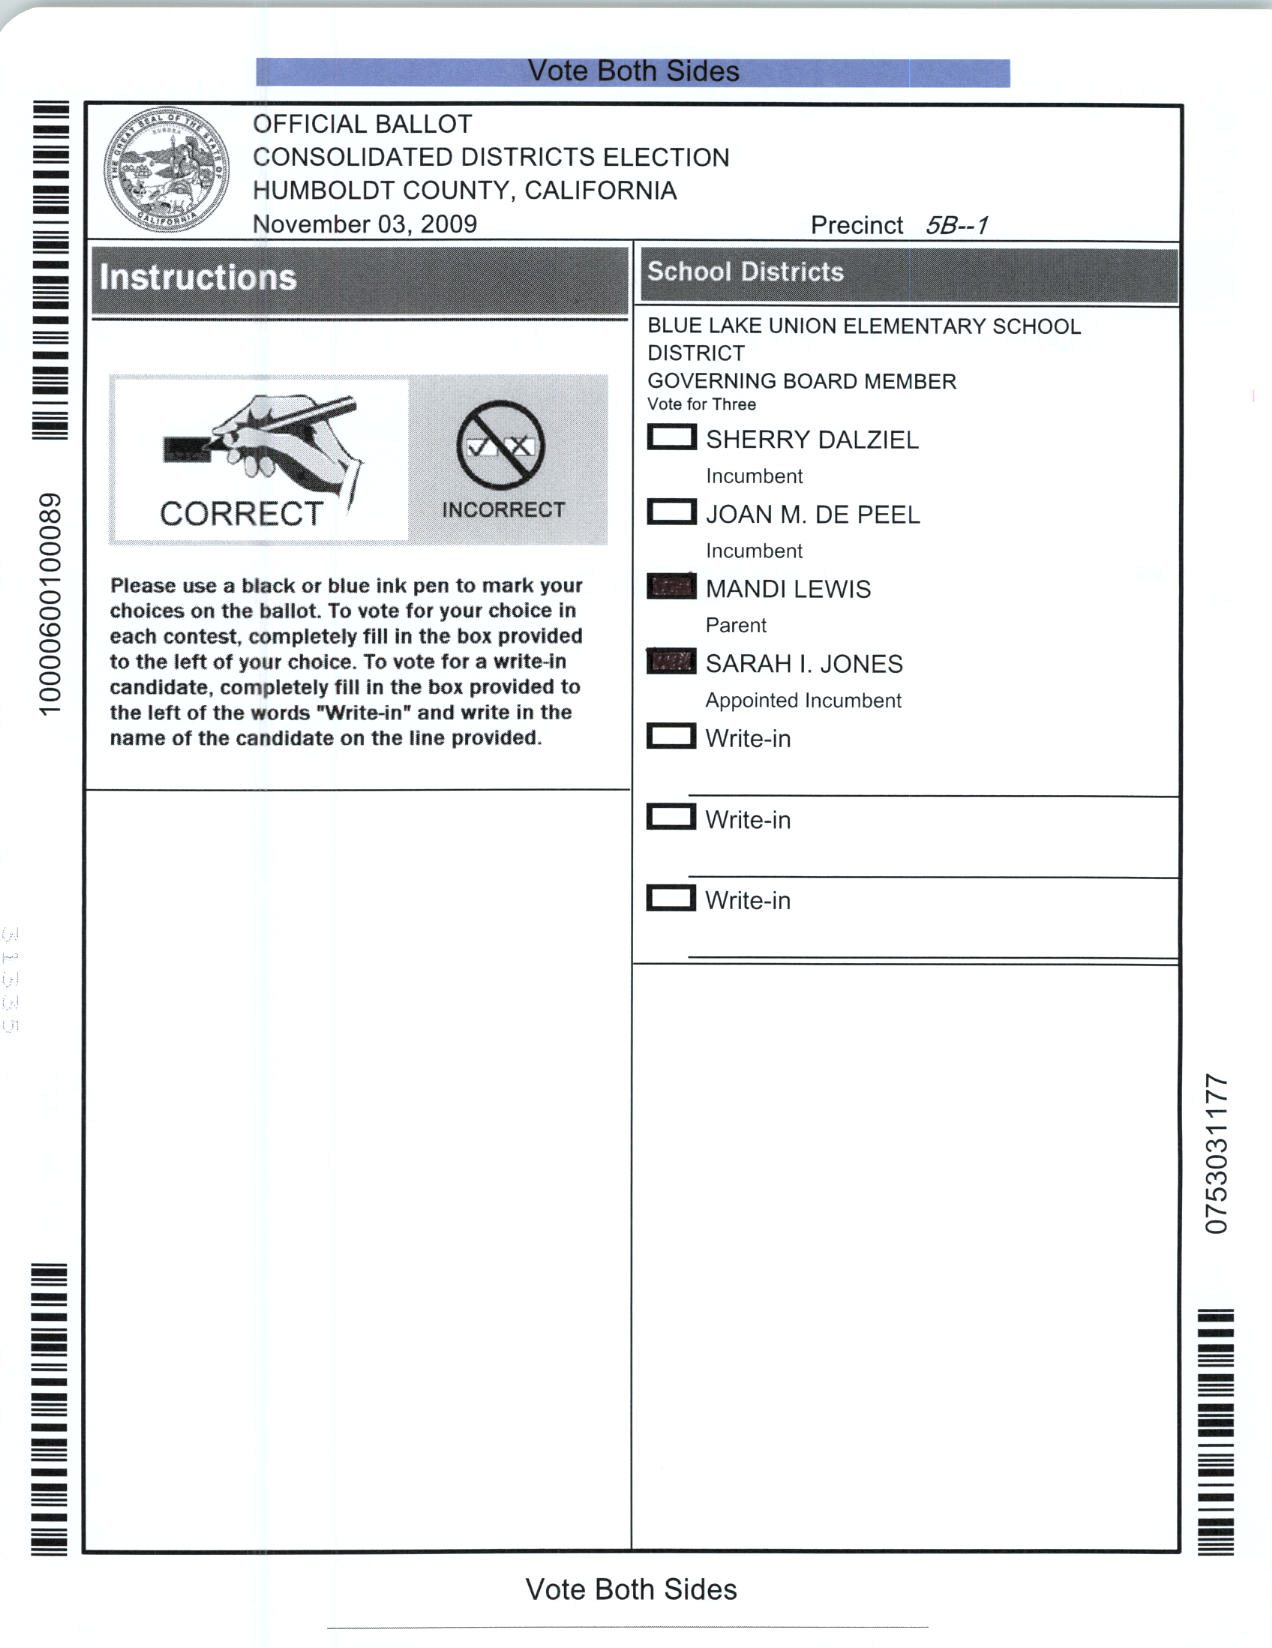 Vote Both Sides
OFFICIAL BALLOT
CONSOLIDATED DISTRICTS ELECTION
HUMBOLDT COUNTY, CALIFORNIA
November 03, 2009
Precinct 5B--1
THE GREAT SEAL OF THE STATE OF CALIFORNIA
EUREKA
Instructions
CORRECT
INCORRECT
Please use a black or blue ink pen to mark your
choices on the ballot. To vote for your choice in
each contest, completely fill in the box provided
to the left of your choice. To vote for a write-in
candidate, completely fill in the box provided to
the left of the words "Write-in" and write in the
name of the candidate on the line provided.
School Districts
BLUE LAKE UNION ELEMENTARY SCHOOL
DISTRICT
GOVERNING BOARD MEMBER
Vote for Three
SHERRY DALZIEL
Incumbent
JOAN M. DE PEEL
Incumbent
MANDI LEWIS
Parent
SARAH I. JONES
Appointed Incumbent
Write-in
Write-in
Write-in
10000600100089
31335
0753031177
Vote Both Sides